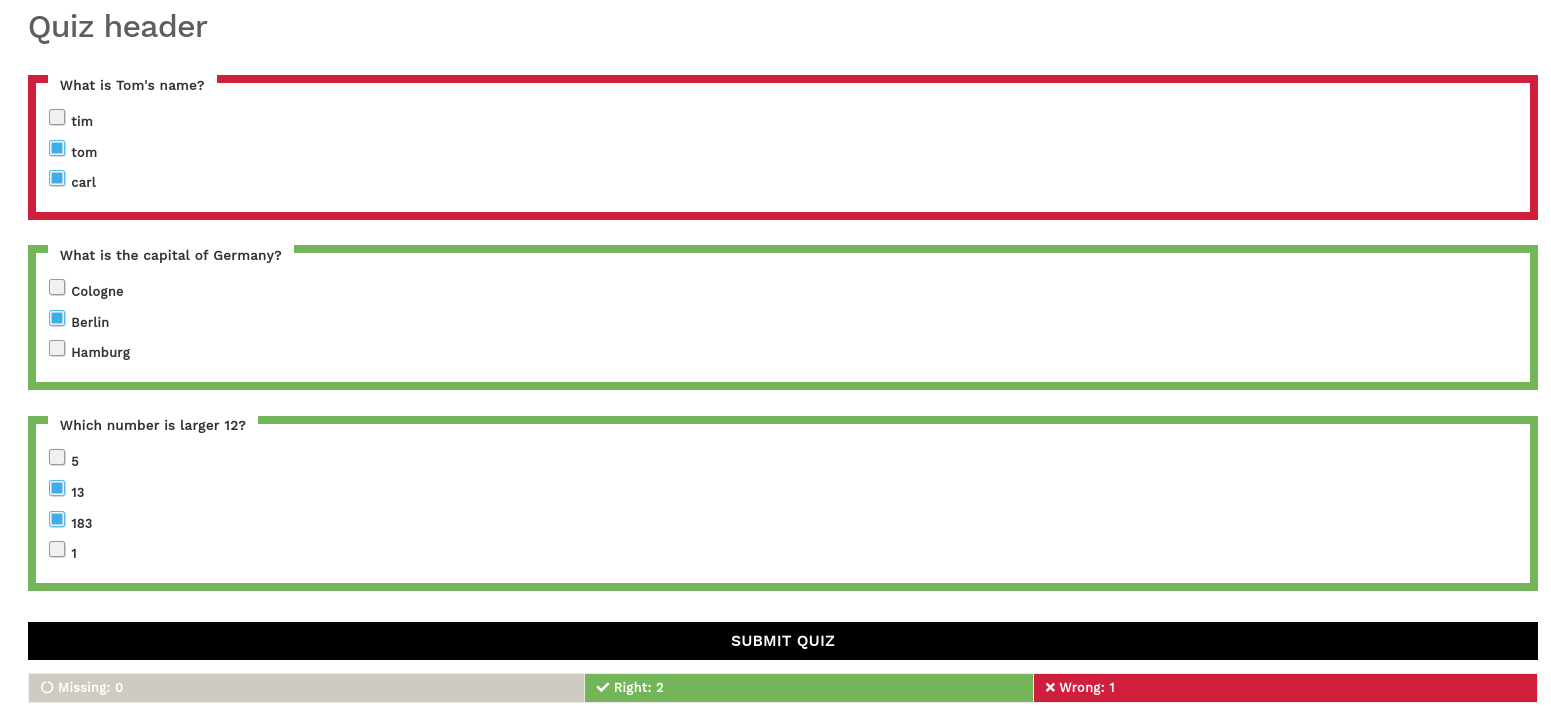 Quiz header
What is Tom's name?
tim
tom
carl
What is the capital of Germany?
Cologne
Berlin
Hamburg
Which number is larger 12?
5
13
183
1
SUBMIT QUIZ
Missing: 0
Right: 2
Wrong: 1